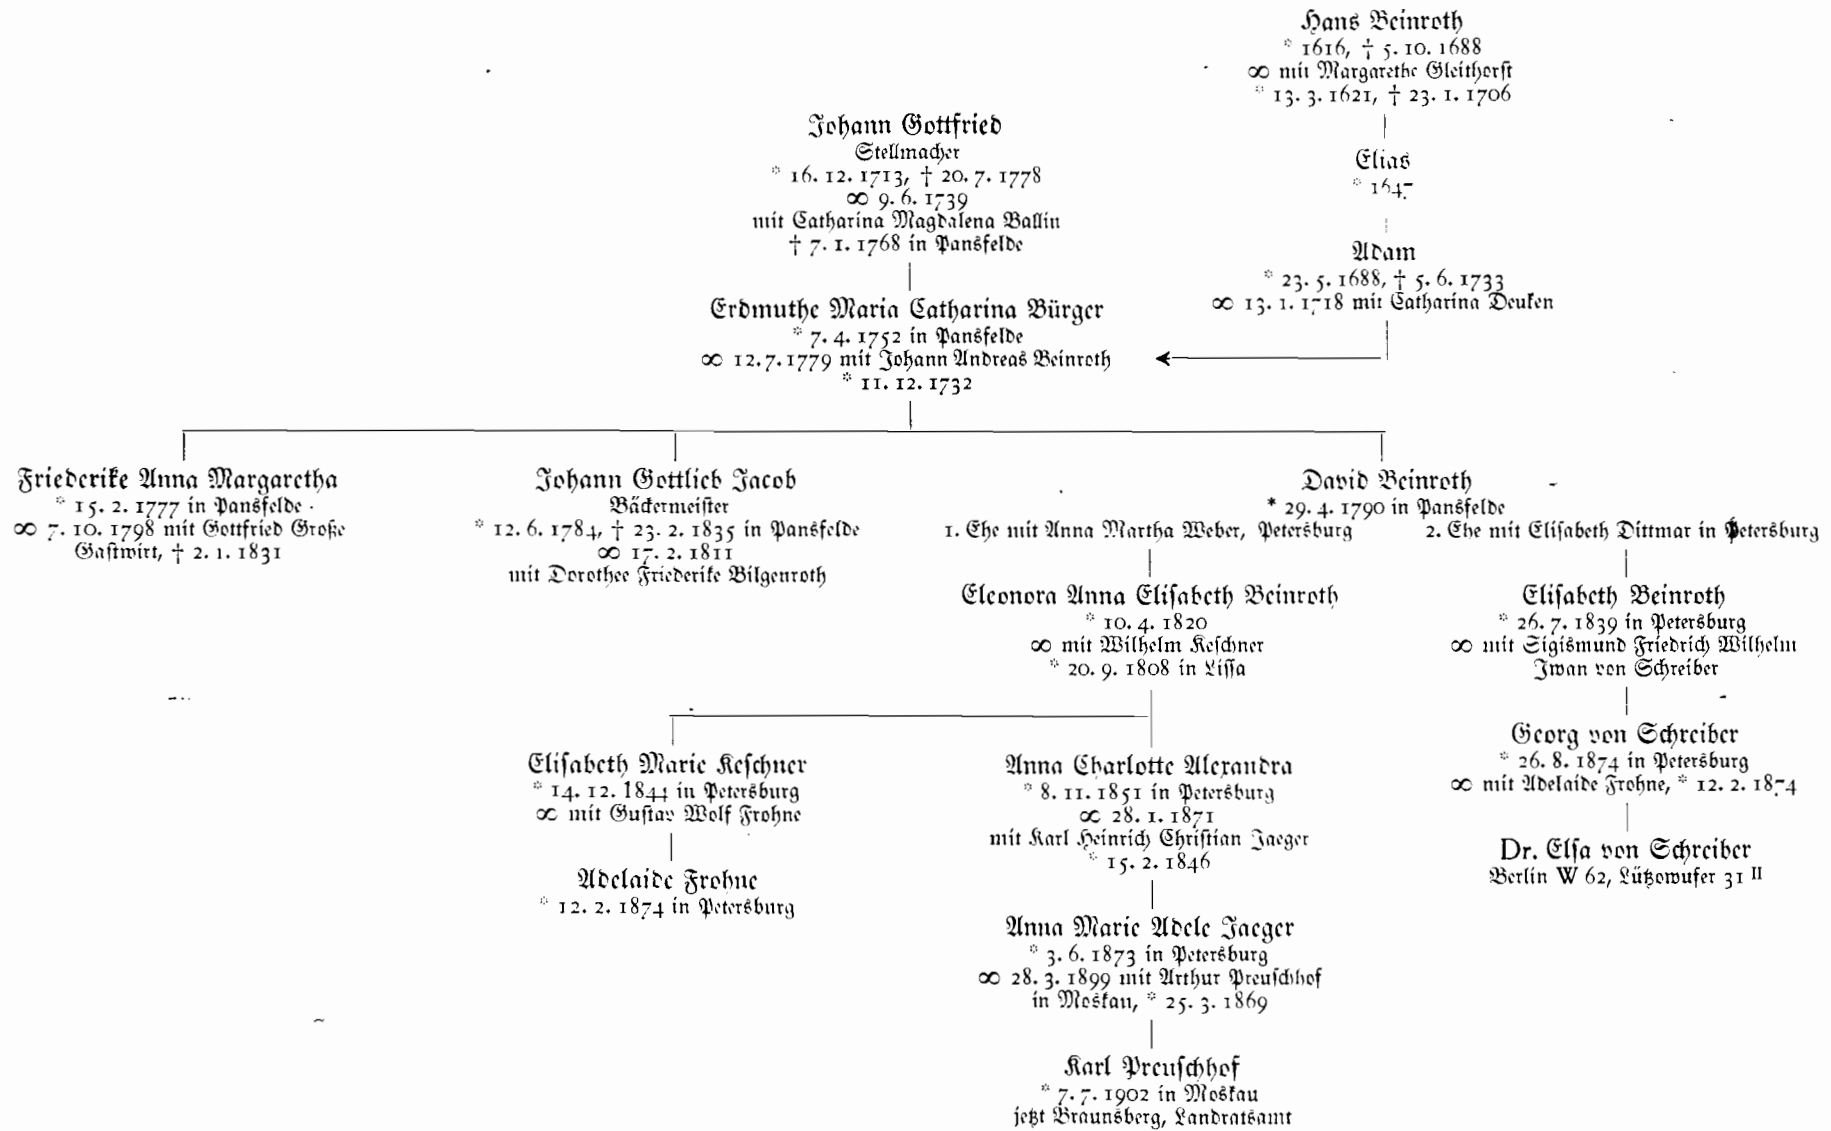 Hans Beinroth
* 1616, † 5. 10. 1688
∞ mit Margarethe Gleithorst
* 13. 3. 1621, † 23. 1. 1706
Elias
* 1647
Adam
* 23. 5. 1688, † 5. 6. 1733
∞ 13. 1. 1718 mit Catharina Deuken
Johann Gottfried
Stellmacher
* 16. 12. 1713, † 20. 7. 1778
∞ 9. 6. 1739
mit Catharina Magdalena Ballin
† 7. 1. 1768 in Pansfelde
Erdmuthe Maria Catharina Bürger
* 7. 4. 1752 in Pansfelde
∞ 12.7.1779 mit Johann Andreas Beinroth
* 11. 12. 1732
Friederike Anna Margaretha
* 15. 2. 1777 in Pansfelde
∞ 7. 10. 1798 mit Gottfried Große
Gastwirt, † 2. 1. 1831
Johann Gottlieb Jacob
Bäckermeister
* 12. 6. 1784, † 23. 2. 1835 in Pansfelde
∞ 17. 2. 1811
mit Dorothee Friederike Bilgenroth
David Beinroth
* 29. 4. 1790 in Pansfelde
1. Ehe mit Anna Martha Weber, Petersburg
2. Ehe mit Elisabeth Dittmar in Petersburg
Eleonora Anna Elisabeth Beinroth
* 10. 4. 1820
∞ mit Wilhelm Keschner
* 20. 9. 1808 in Lissa
Elisabeth Beinroth
* 26. 7. 1839 in Petersburg
∞ mit Sigismund Friedrich Wilhelm
Iwan von Schreiber
Elisabeth Marie Keschner
* 14. 12. 1844 in Petersburg
∞ mit Gustav Wolf Frohne
Adelaide Frohne
* 12. 2. 1874 in Petersburg
Anna Charlotte Alexandra
* 8. 11. 1851 in Petersburg
∞ 28. 1. 1871
mit Karl Heinrich Christian Jaeger
* 15. 2. 1846
Anna Marie Adele Jaeger
* 3. 6. 1873 in Petersburg
∞ 28. 3. 1899 mit Arthur Preuschhof
in Moskau, * 25. 3. 1869
Karl Preuschhof
* 7. 7. 1902 in Moskau
jetzt Braunsberg, Landratsamt
Georg von Schreiber
* 26. 8. 1874 in Petersburg
∞ mit Adelaide Frohne, * 12. 2. 1874
Dr. Elsa von Schreiber
Berlin W 62, Lützowufer 31 II